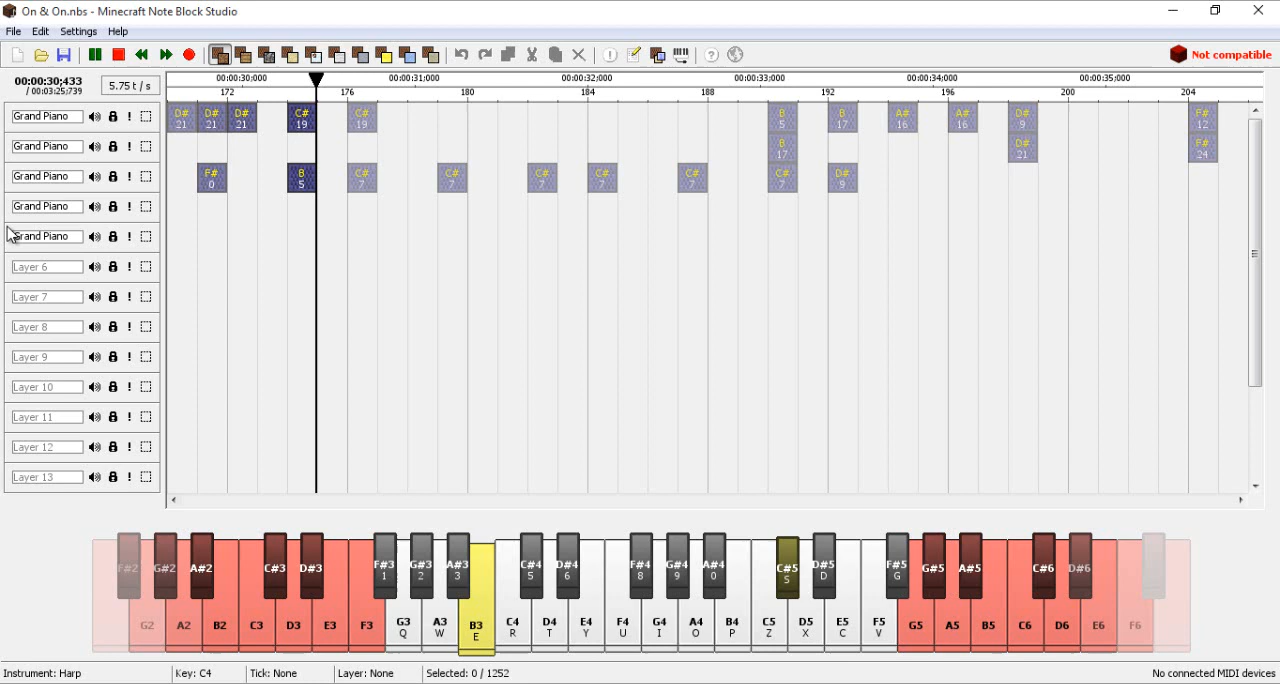 On & On.nbs - Minecraft Note Block Studio
File Edit Settings Help
Not compatible
00:00:30;433
/ 00:03:25;739
5.75 t / s
00:00:30;000 00:00:31;000 00:00:32;000 00:00:33;000 00:00:34;000 00:00:35;000
172 176 180 184 188 192 196 200 204
Grand Piano D# D# D# C# C# B B A# A# D# F#
21 21 21 19 19 5 17 16 16 9 12
Grand Piano B D# F#
17 21 24
Grand Piano F# B C# C# C# C# C# C# D#
0 5 7 7 7 7 7 7 9
Grand Piano
Grand Piano
Layer 6
Layer 7
Layer 8
Layer 9
Layer 10
Layer 11
Layer 12
Layer 13
F#2 G#2 A#2 C#3 D#3 F#3 G#3 A#3 C#4 D#4 F#4 G#4 A#4 C#5 D#5 F#5 G#5 A#5 C#6 D#6
1 2 3 5 6 8 9 0 S D G
G2 A2 B2 C3 D3 E3 F3 G3 A3 B3 C4 D4 E4 F4 G4 A4 B4 C5 D5 E5 F5 G5 A5 B5 C6 D6 E6 F6
Q W E R T Y U I O P Z X C V
Instrument: Harp Key: C4 Tick: None Layer: None Selected: 0 / 1252 No connected MIDI devices